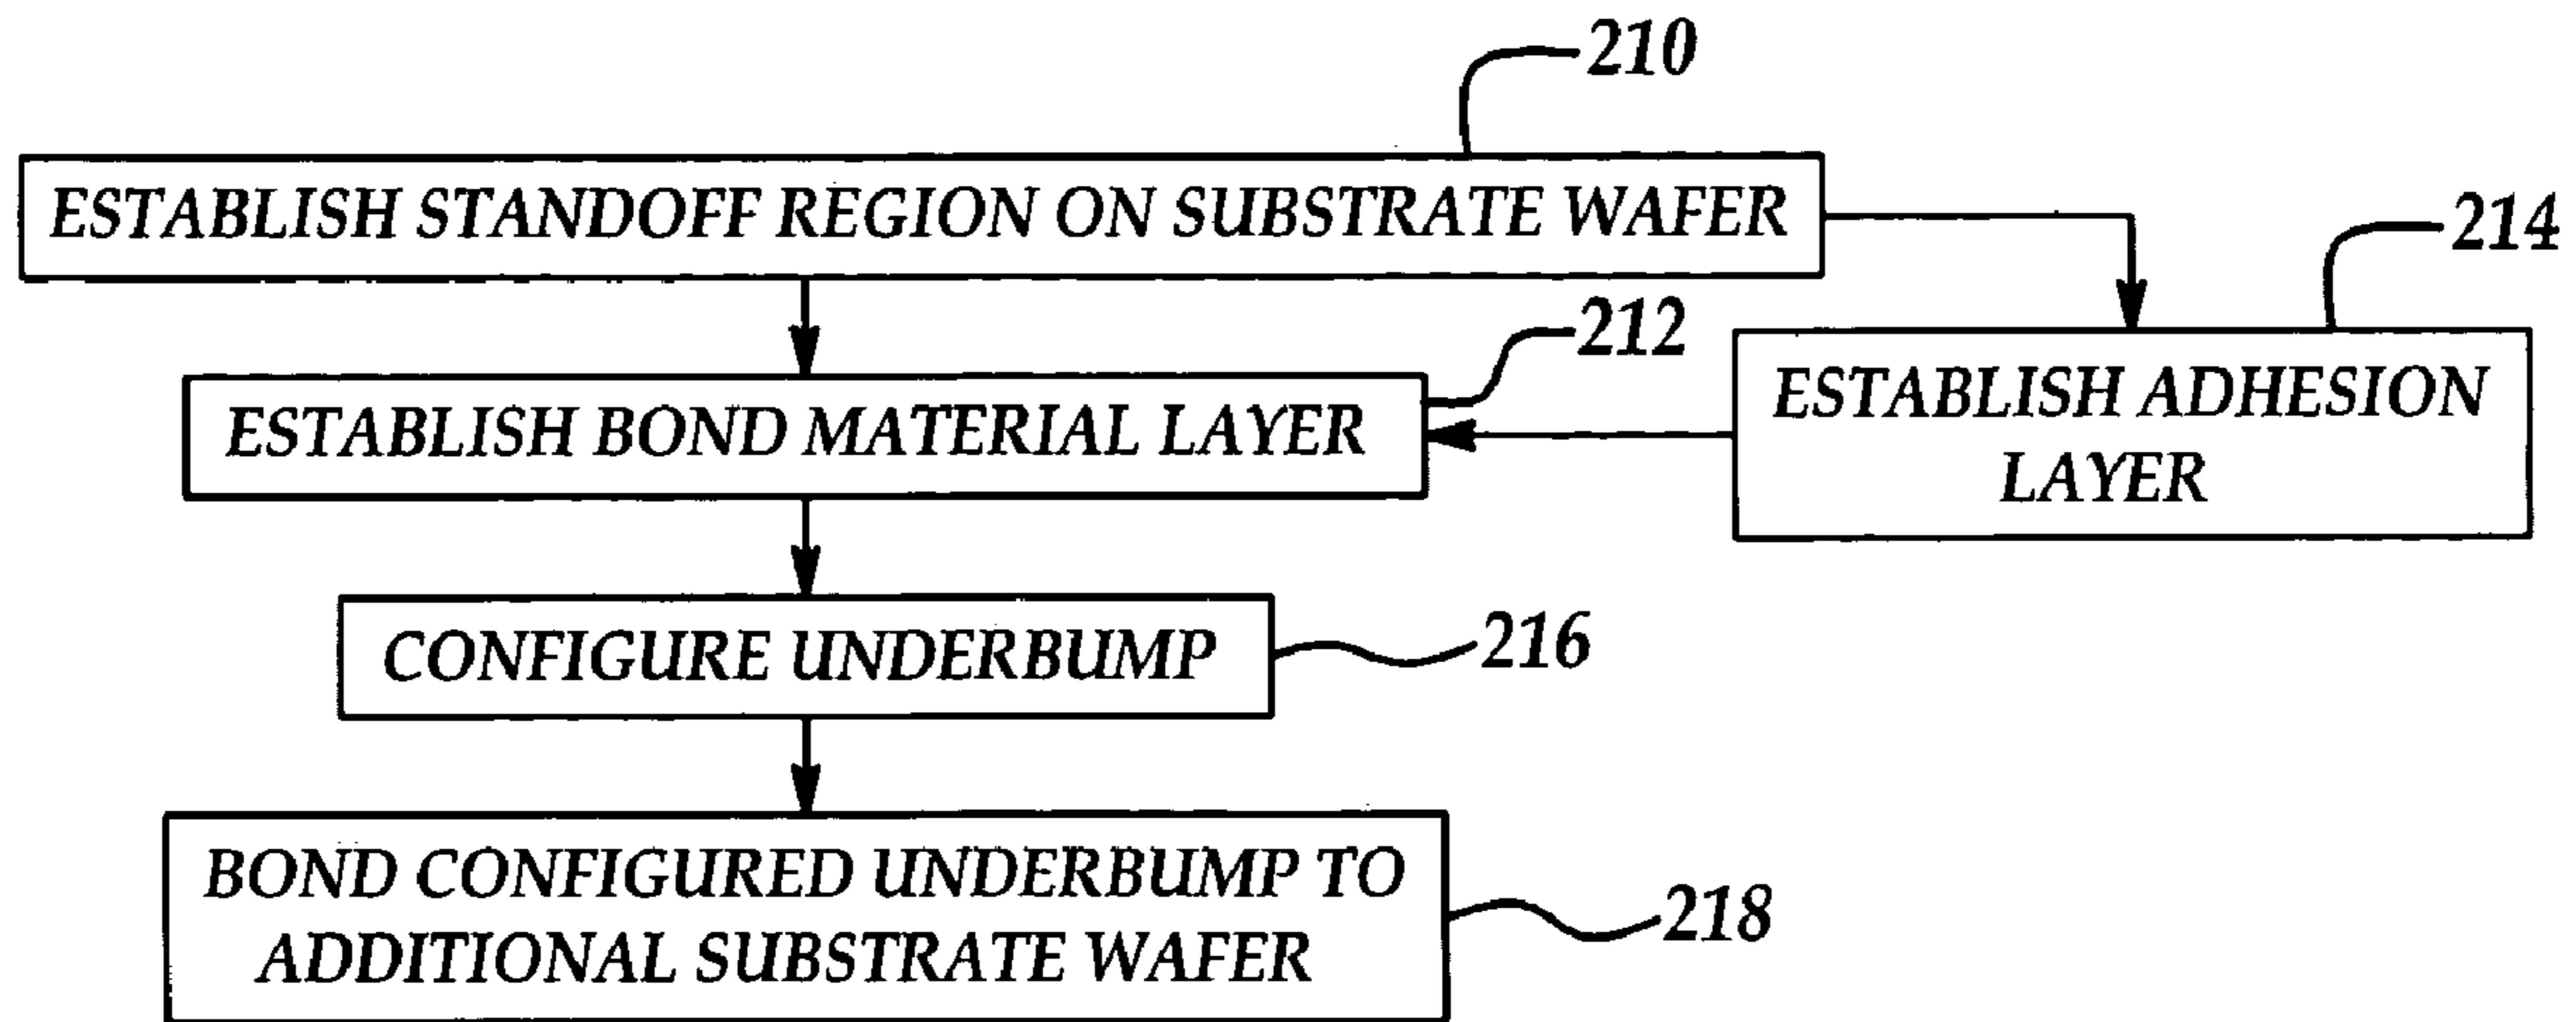 210
ESTABLISH STANDOFF REGION ON SUBSTRATE WAFER
214
212
ESTABLISH BOND MATERIAL LAYER
ESTABLISH ADHESION
LAYER
CONFIGURE UNDERBUMP
216
BOND CONFIGURED UNDERBUMP TO
ADDITIONAL SUBSTRATE WAFER
218